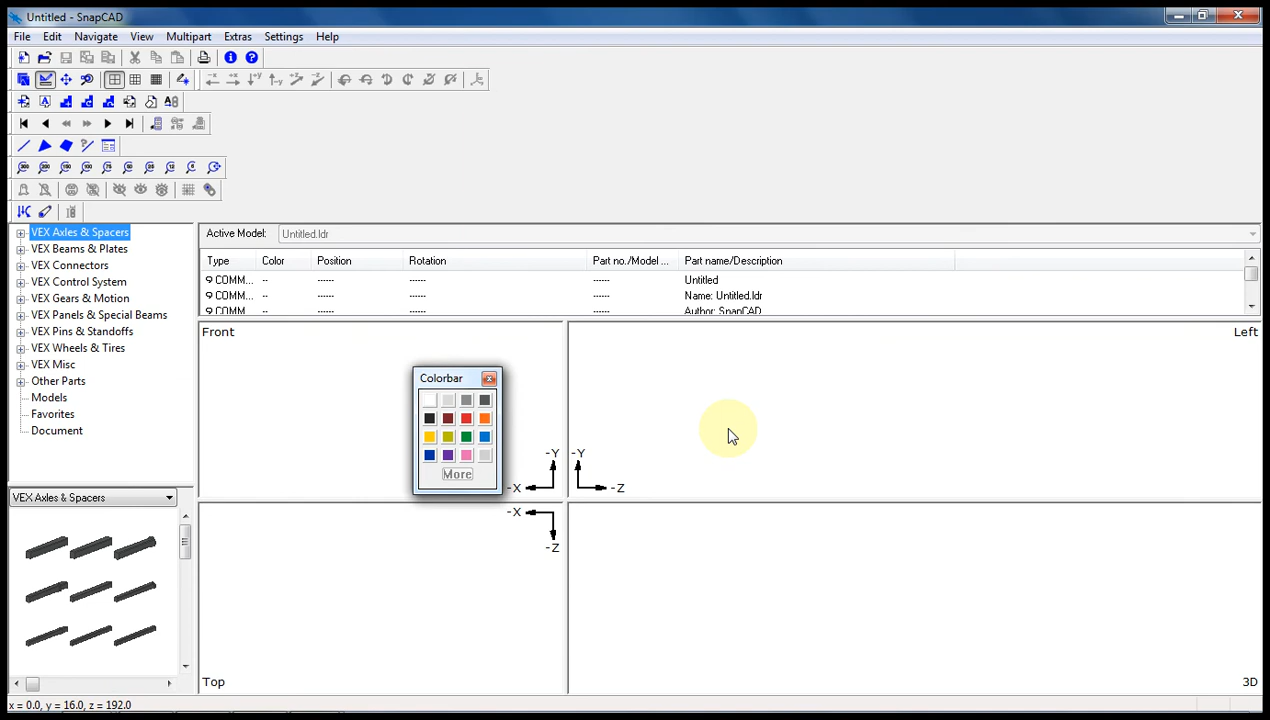 Untitled - SnapCAD
File Edit Navigate View Multipart Extras Settings Help
VEX Axles & Spacers
VEX Beams & Plates
VEX Connectors
VEX Control System
VEX Gears & Motion
VEX Panels & Special Beams
VEX Pins & Standoffs
VEX Wheels & Tires
VEX Misc
Other Parts
Models
Favorites
Document
VEX Axles & Spacers
Active Model: Untitled.ldr
Type Color Position Rotation Part no./Model ... Part name/Description
COMM... -- ------ ------ ------ Untitled
COMM... -- ------ ------ ------ Name: Untitled.ldr
COMM... -- ------ ------ ------ Author: SnapCAD
Front
Left
Colorbar
More
-Y
-X
-Y
-Z
-X
-Z
Top
3D
x = 0.0, y = 16.0, z = 192.0